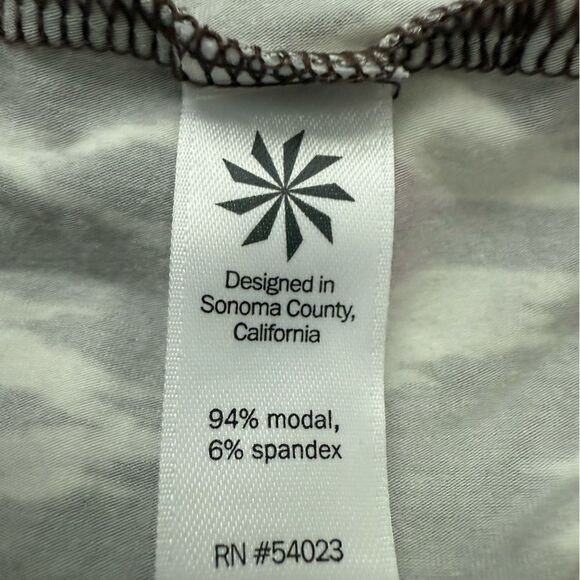 Designed in
Sonoma County,
California
94% modal,
6% spandex
RN #54023